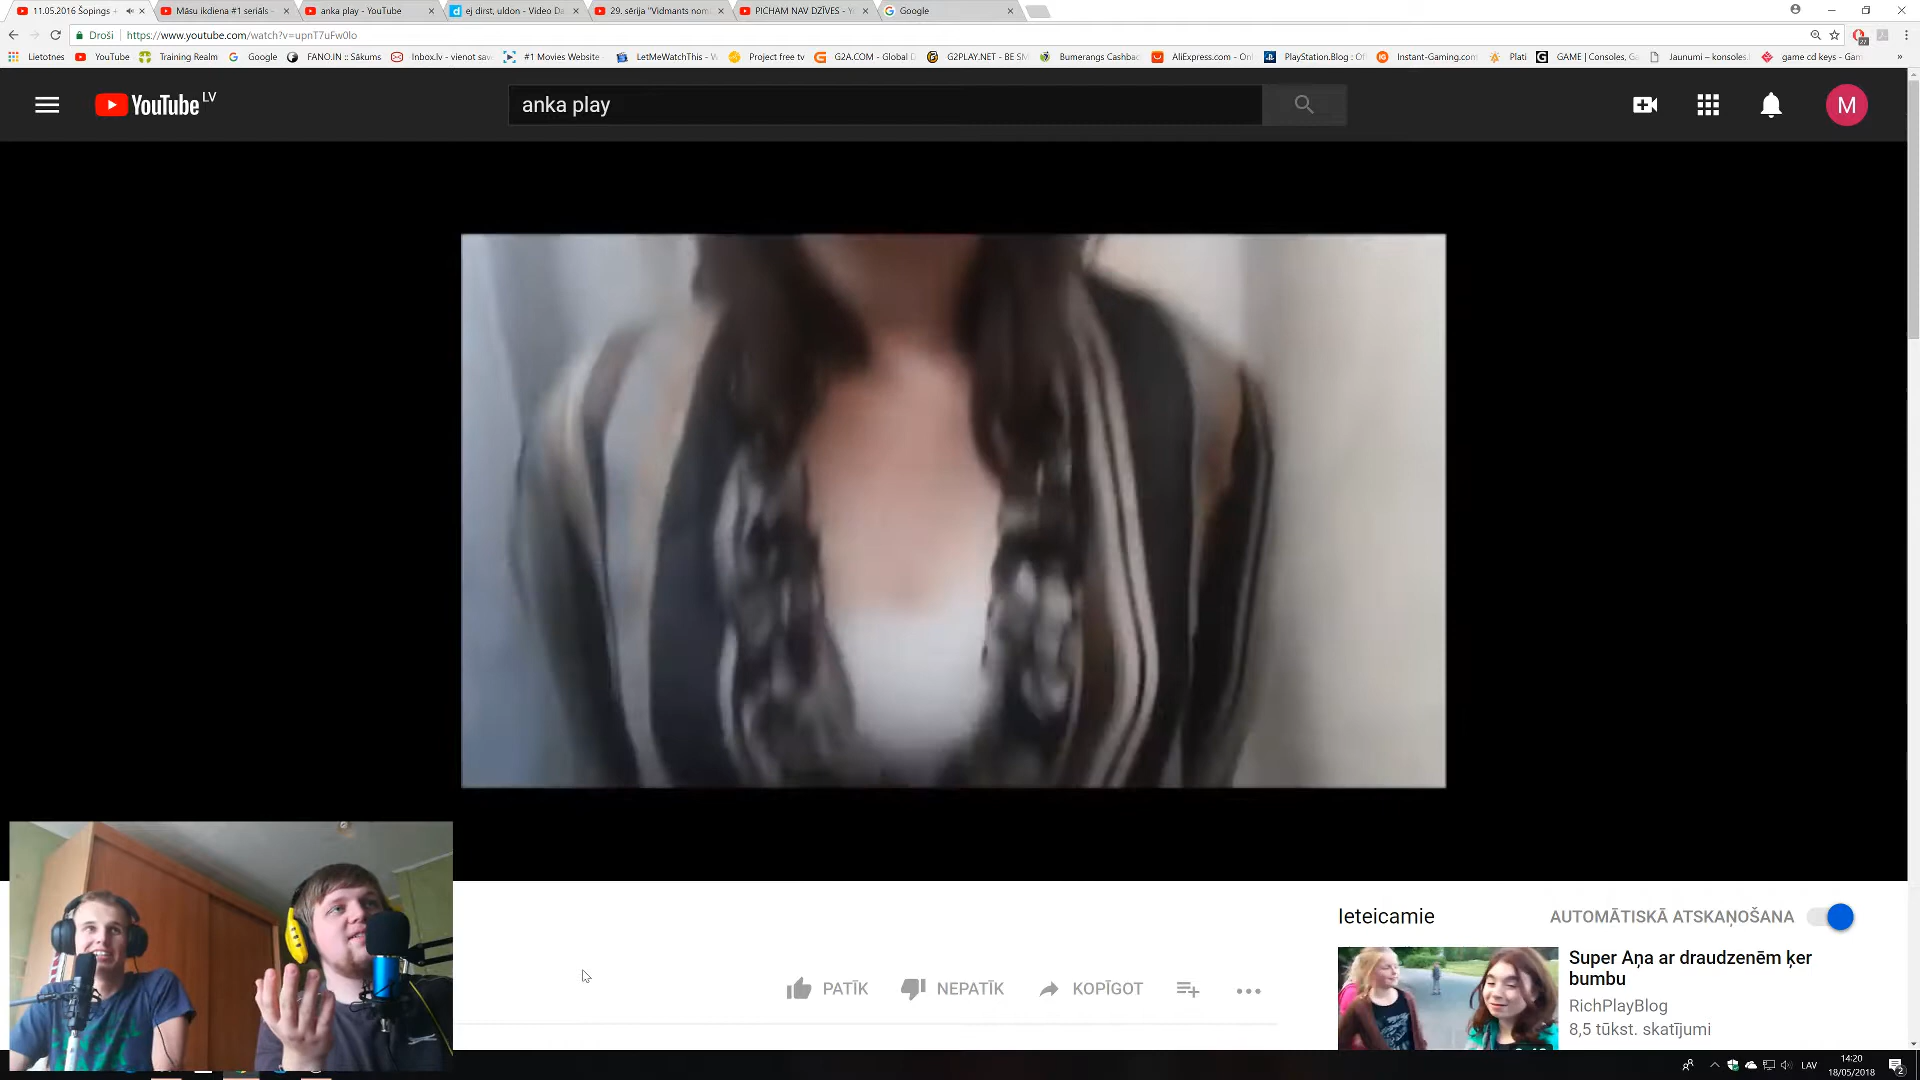 11.05.2016 Šopings +
Māsu ikdiena #1 seriāls -
anka play - YouTube
ej dirst, uldon - Video Da
29. sērija "Vidmants nom
PICHAM NAV DZĪVES - Y
Google
Droši
https://www.youtube.com/watch?v=upnT7uFw0lo
Lietotnes
YouTube
Training Realm
Google
FANO.IN :: Sākums
Inbox.lv - vienot sav
#1 Movies Website
LetMeWatchThis - W
Project free tv
G2A.COM - Global D
G2PLAY.NET - BE SM
Bumerangs Cashbac
AliExpress.com - Onl
PlayStation.Blog : Of
Instant-Gaming.com
Plati
GAME | Consoles, Ga
Jaunumi – konsoles.l
game cd keys - Gam
»
YouTube LV
anka play
M
Ieteicamie
AUTOMĀTISKĀ ATSKAŅOŠANA
Super Aņa ar draudzenēm ķer
bumbu
RichPlayBlog
8,5 tūkst. skatījumi
PATĪK
NEPATĪK
KOPĪGOT
LAV
14:20
18/05/2018
2